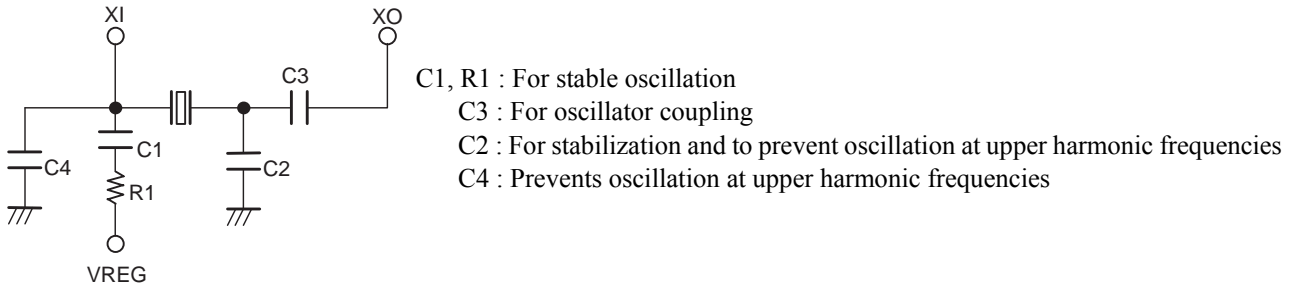 XI
XO
C3
C1
C4
C2
R1
VREG
C1, R1 : For stable oscillation
C3 : For oscillator coupling
C2 : For stabilization and to prevent oscillation at upper harmonic frequencies
C4 : Prevents oscillation at upper harmonic frequencies